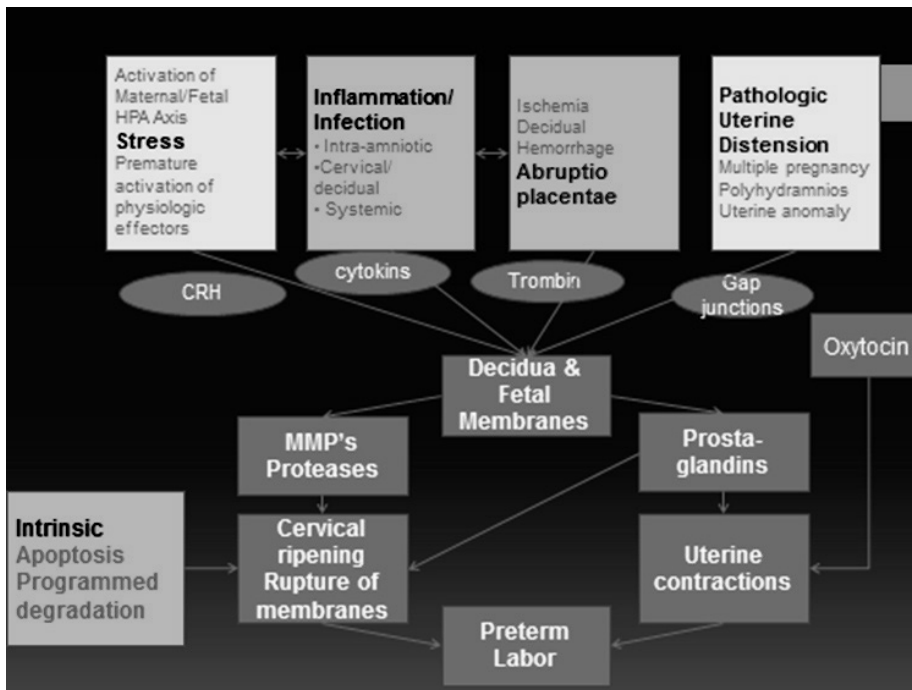 Activation of
Maternal/Fetal
HPA Axis
Stress
Premature
activation of
physiologic
effectors
Inflammation/
Infection
• Intra-amniotic
•Cervical/
decidual
• Systemic
Ischemia
Decidual
Hemorrhage
Abruptio
placentae
Pathologic
Uterine
Distension
Multiple pregnancy
Polyhydramnios
Uterine anomaly
CRH
cytokins
Trombin
Gap
junctions
Oxytocin
Decidua &
Fetal
Membranes
MMP's
Proteases
Prosta-
glandins
Intrinsic
Apoptosis
Programmed
degradation
Cervical
ripening
Rupture of
membranes
Uterine
contractions
Preterm
Labor